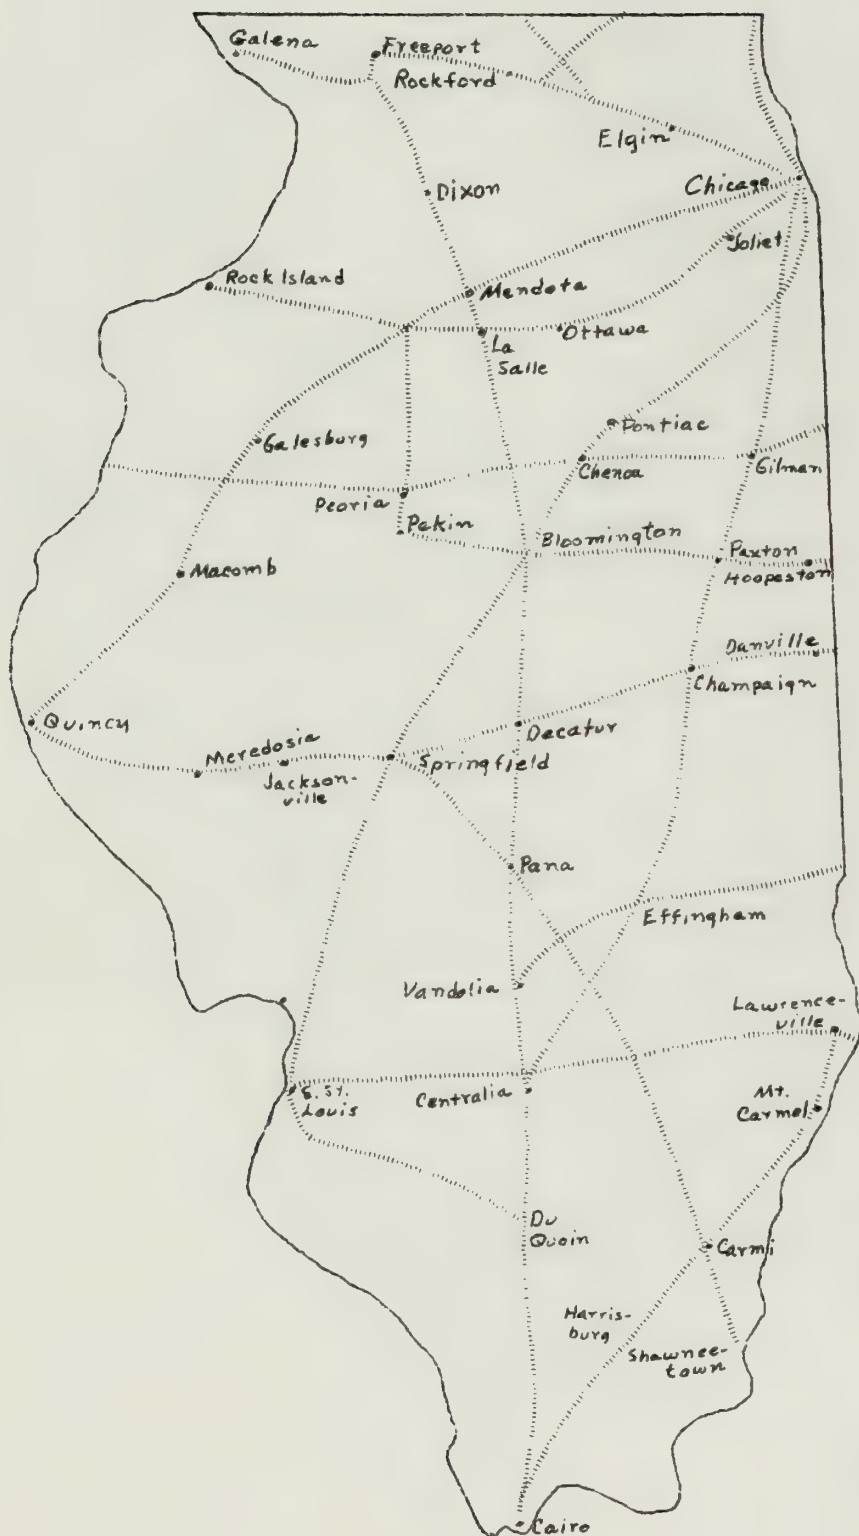 Galena
Freeport
Rockford
Elgin
Chicago
Dixon
Joliet
Rock Island
Mendota
Ottawa
La
Salle
Pontiac
Galesburg
Chenoa
Gilman
Peoria
Pekin
Bloomington
Paxton
Hoopeston
Macomb
Danville
Champaign
Quincy
Decatur
Meredosia
Springfield
Jackson-
ville
Pana
Effingham
Vandalia
Lawrence-
ville
E. St.
Louis
Centralia
Mt.
Carmel
Du
Quoin
Carmi
Harris-
burg
Shawnee-
town
Cairo